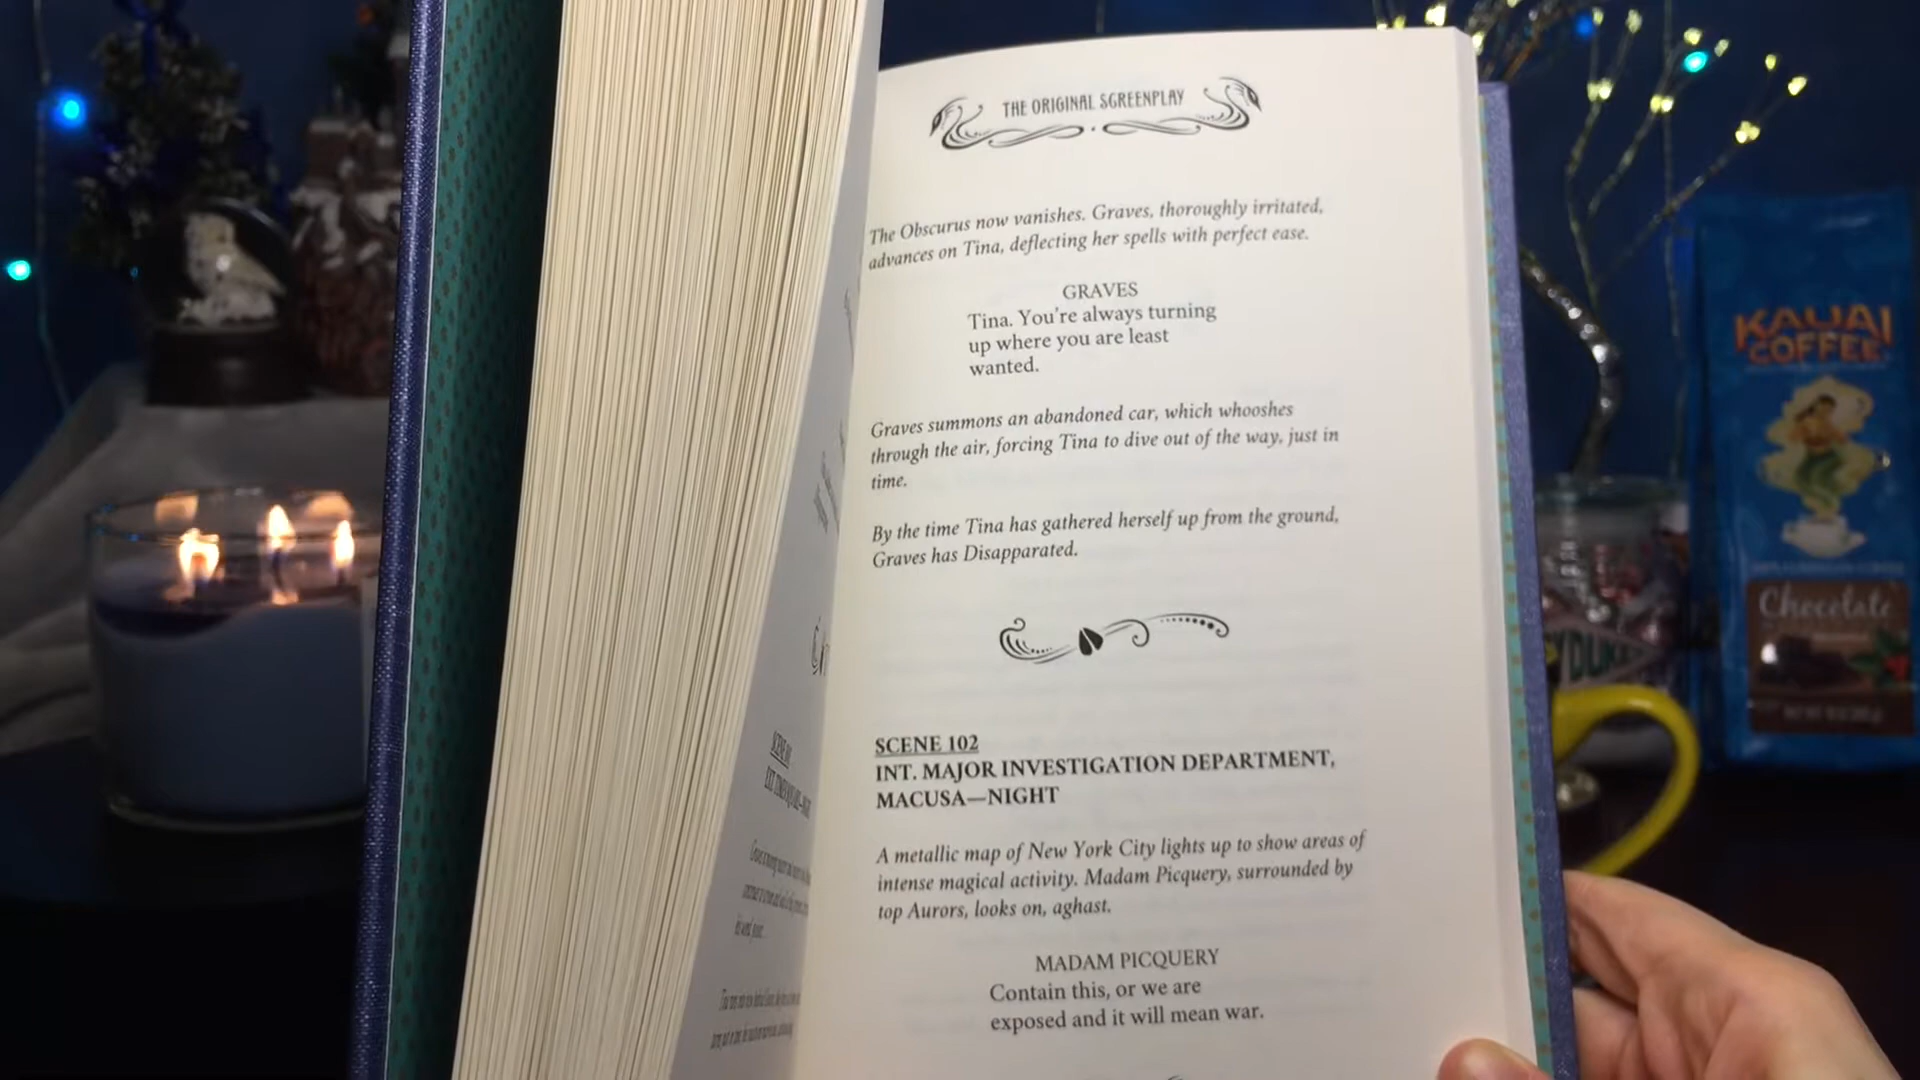 THE ORIGINAL SCREENPLAY
The Obscurus now vanishes. Graves, thoroughly irritated,
advances on Tina, deflecting her spells with perfect ease.
GRAVES
Tina. You're always turning
up where you are least
wanted.
Graves summons an abandoned car, which whooshes
through the air, forcing Tina to dive out of the way, just in
time.
By the time Tina has gathered herself up from the ground,
Graves has Disapparated.
SCENE 102
INT. MAJOR INVESTIGATION DEPARTMENT,
MACUSA—NIGHT
A metallic map of New York City lights up to show areas of
intense magical activity. Madam Picquery, surrounded by
top Aurors, looks on, aghast.
MADAM PICQUERY
Contain this, or we are
exposed and it will mean war.
KAUAI
COFFEE
Chocolate